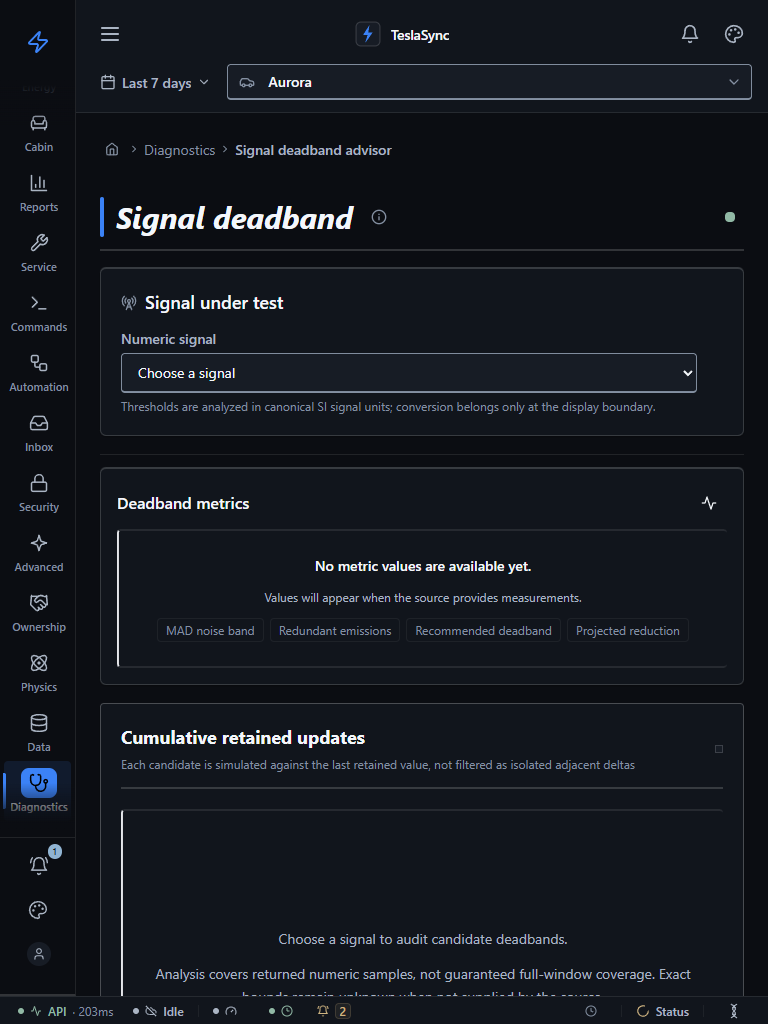 TeslaSync
Last 7 days
Aurora
Diagnostics
Signal deadband advisor
Cabin
Reports
Service
Commands
Automation
Inbox
Security
Advanced
Ownership
Physics
Data
Diagnostics
1
Signal deadband
Signal under test
Numeric signal
Choose a signal
Thresholds are analyzed in canonical SI signal units; conversion belongs only at the display boundary.
Deadband metrics
No metric values are available yet.
Values will appear when the source provides measurements.
MAD noise band
Redundant emissions
Recommended deadband
Projected reduction
Cumulative retained updates
Each candidate is simulated against the last retained value, not filtered as isolated adjacent deltas
Choose a signal to audit candidate deadbands.
Analysis covers returned numeric samples, not guaranteed full-window coverage. Exact
API · 203ms
Idle
2
Status